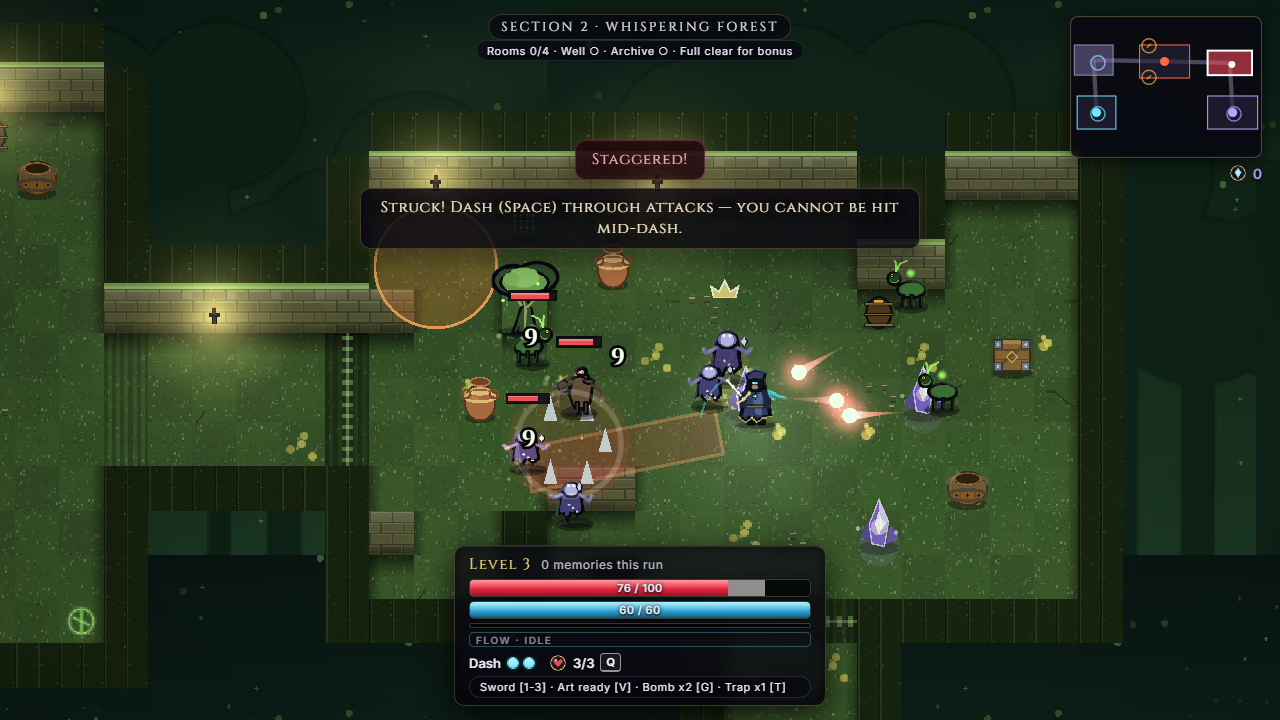 SECTION 2 · WHISPERING FOREST
Rooms 0/4 · Well ○ · Archive ○ · Full clear for bonus
0
STAGGERED!
STRUCK! DASH (SPACE) THROUGH ATTACKS — YOU CANNOT BE HIT
MID-DASH.
9
9
9
LEVEL 3 0 memories this run
76 / 100
60 / 60
FLOW · IDLE
Dash 3/3 Q
Sword [1-3] · Art ready [V] · Bomb x2 [G] · Trap x1 [T]